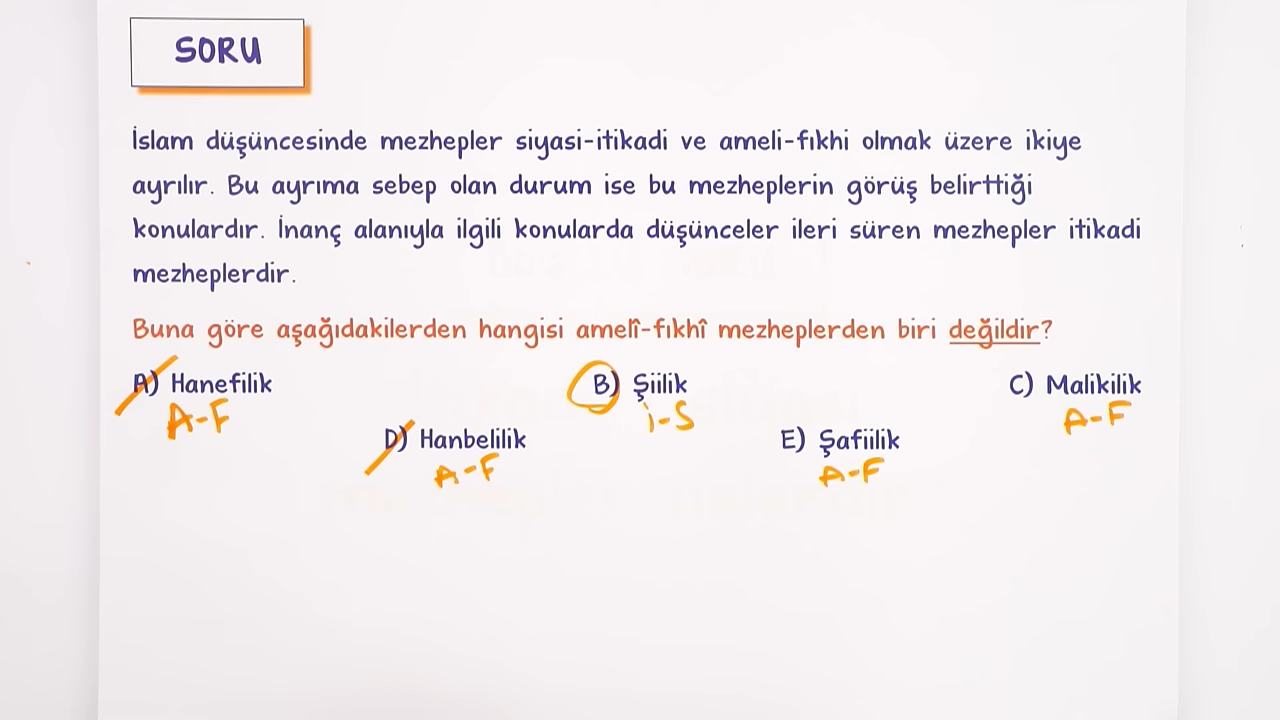 SORU
İslam düşüncesinde mezhepler siyasi-itikadi ve ameli-fıkhi olmak üzere ikiye
ayrılır. Bu ayrıma sebep olan durum ise bu mezheplerin görüş belirttiği
konulardır. İnanç alanıyla ilgili konularda düşünceler ileri süren mezhepler itikadi
mezheplerdir.
Buna göre aşağıdakilerden hangisi amelî-fıkhî mezheplerden biri değildir?
A) Hanefilik B) Şiilik C) Malikilik
A-F i-S A-F
D) Hanbelilik E) Şafiilik
A-F A-F